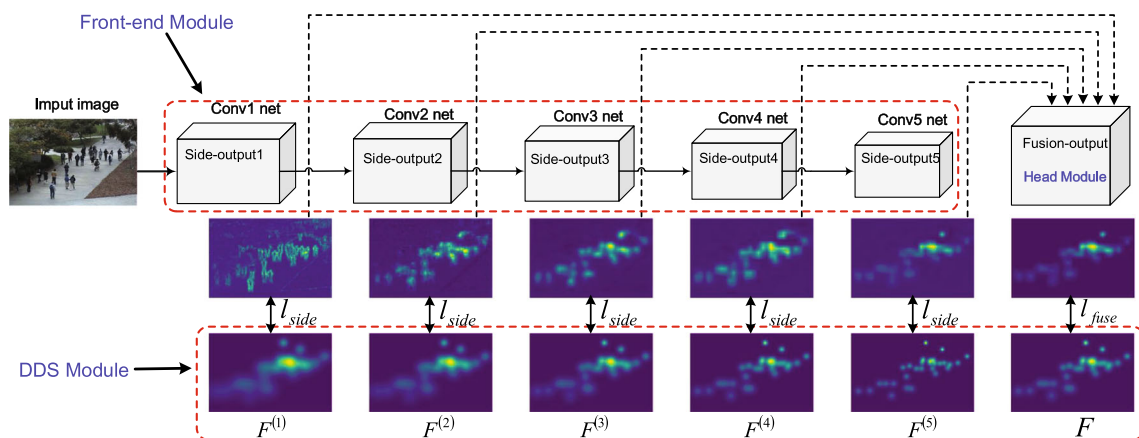 Front-end Module
Imput image
Conv1 net
Conv2 net
Conv3 net
Conv4 net
Conv5 net
Side-output1
Side-output2
Side-output3
Side-output4
Side-output5
Fusion-output
Head Module
l_side
l_side
l_side
l_side
l_side
l_fuse
DDS Module
F^(1)
F^(2)
F^(3)
F^(4)
F^(5)
F